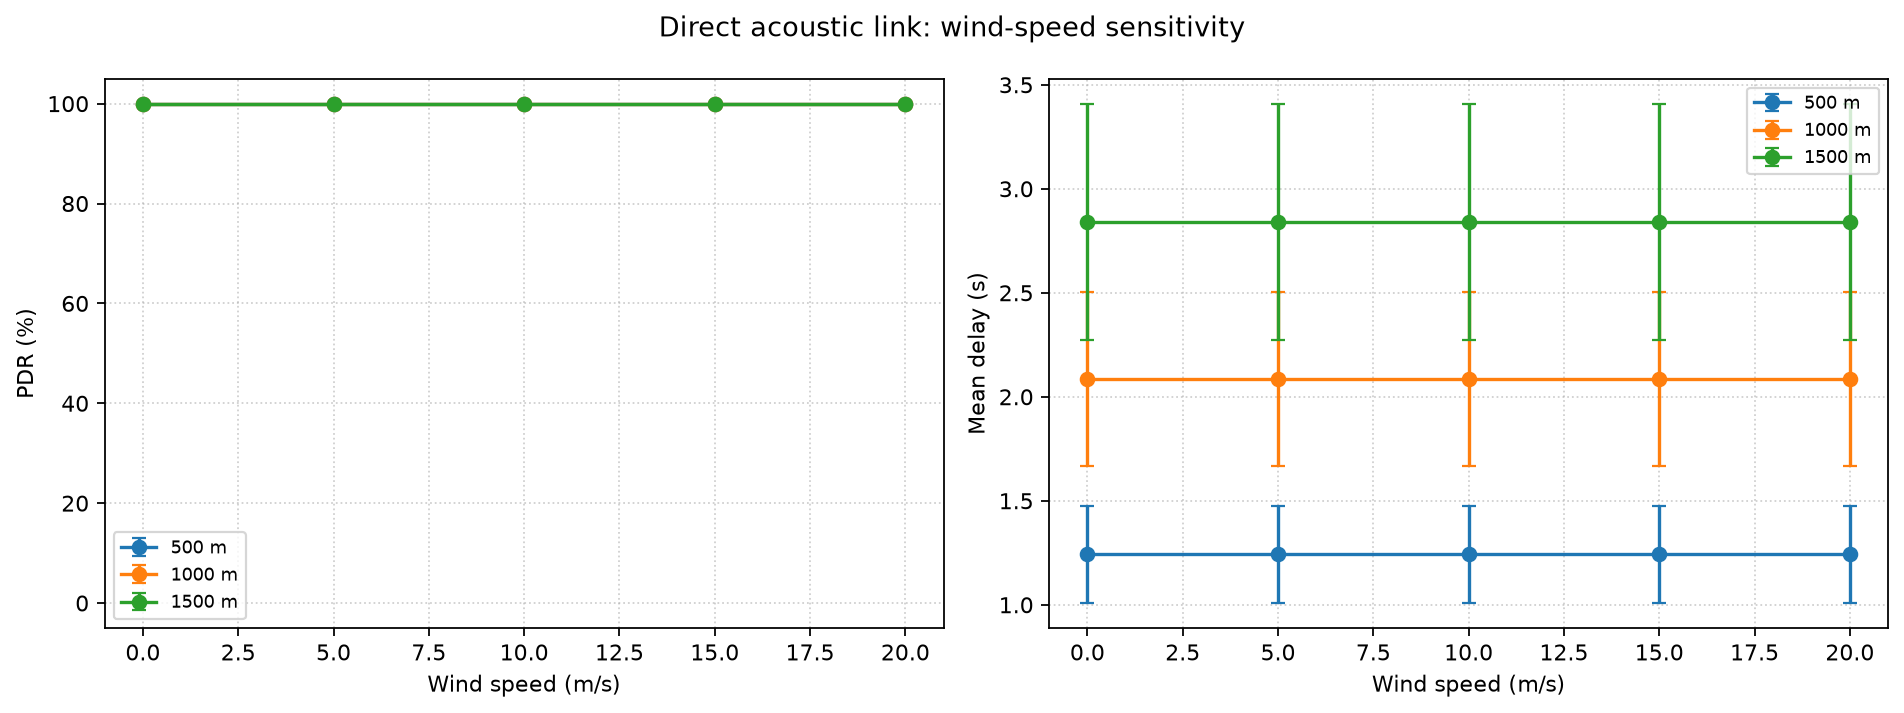 Direct acoustic link: wind-speed sensitivity
PDR (%)
100
80
60
40
20
0
500 m
1000 m
1500 m
0.0 2.5 5.0 7.5 10.0 12.5 15.0 17.5 20.0
Wind speed (m/s)
Mean delay (s)
3.5
3.0
2.5
2.0
1.5
1.0
500 m
1000 m
1500 m
0.0 2.5 5.0 7.5 10.0 12.5 15.0 17.5 20.0
Wind speed (m/s)